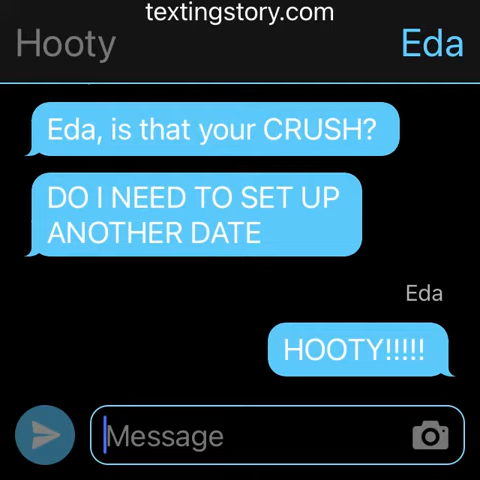 textingstory.com
Hooty
Eda
Eda, is that your CRUSH?
DO I NEED TO SET UP
ANOTHER DATE
Eda
HOOTY!!!!!
Message